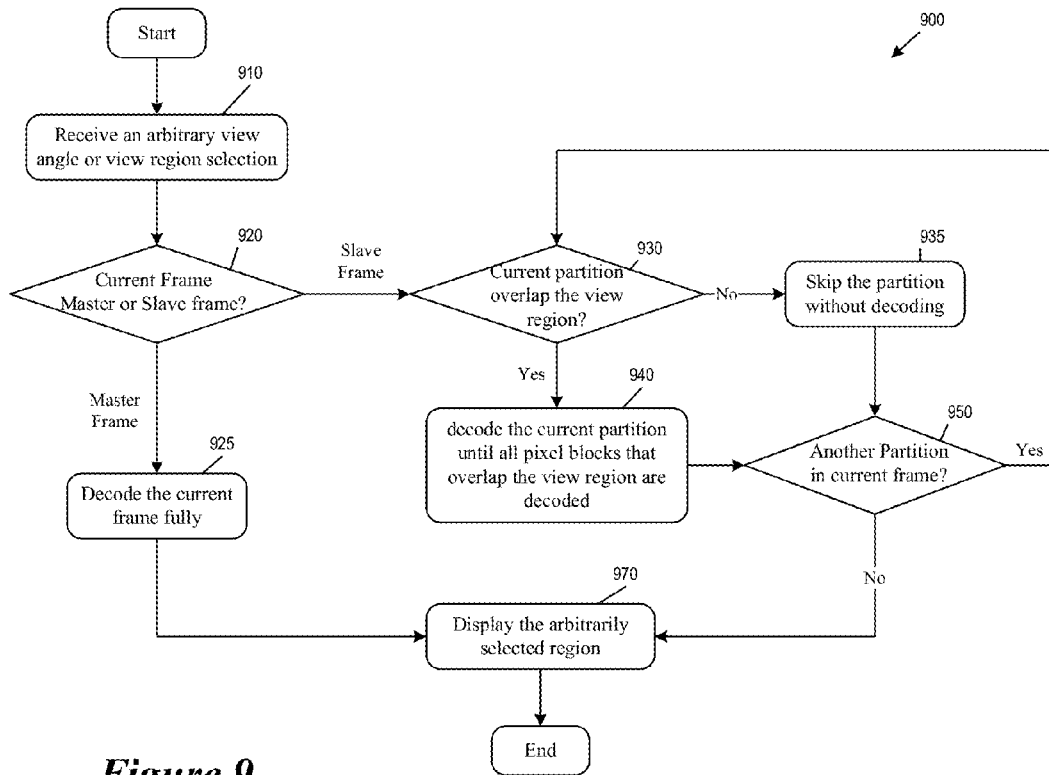 Start
900
910
Receive an arbitrary view
angle or view region selection
920
Current Frame
Master or Slave frame?
Slave
Frame
930
Current partition
overlap the view
region?
No
935
Skip the partition
without decoding
Yes
940
decode the current partition
until all pixel blocks that
overlap the view region are
decoded
950
Another Partition
in current frame?
Yes
Master
Frame
925
Decode the current
frame fully
No
970
Display the arbitrarily
selected region
End
Figure 9